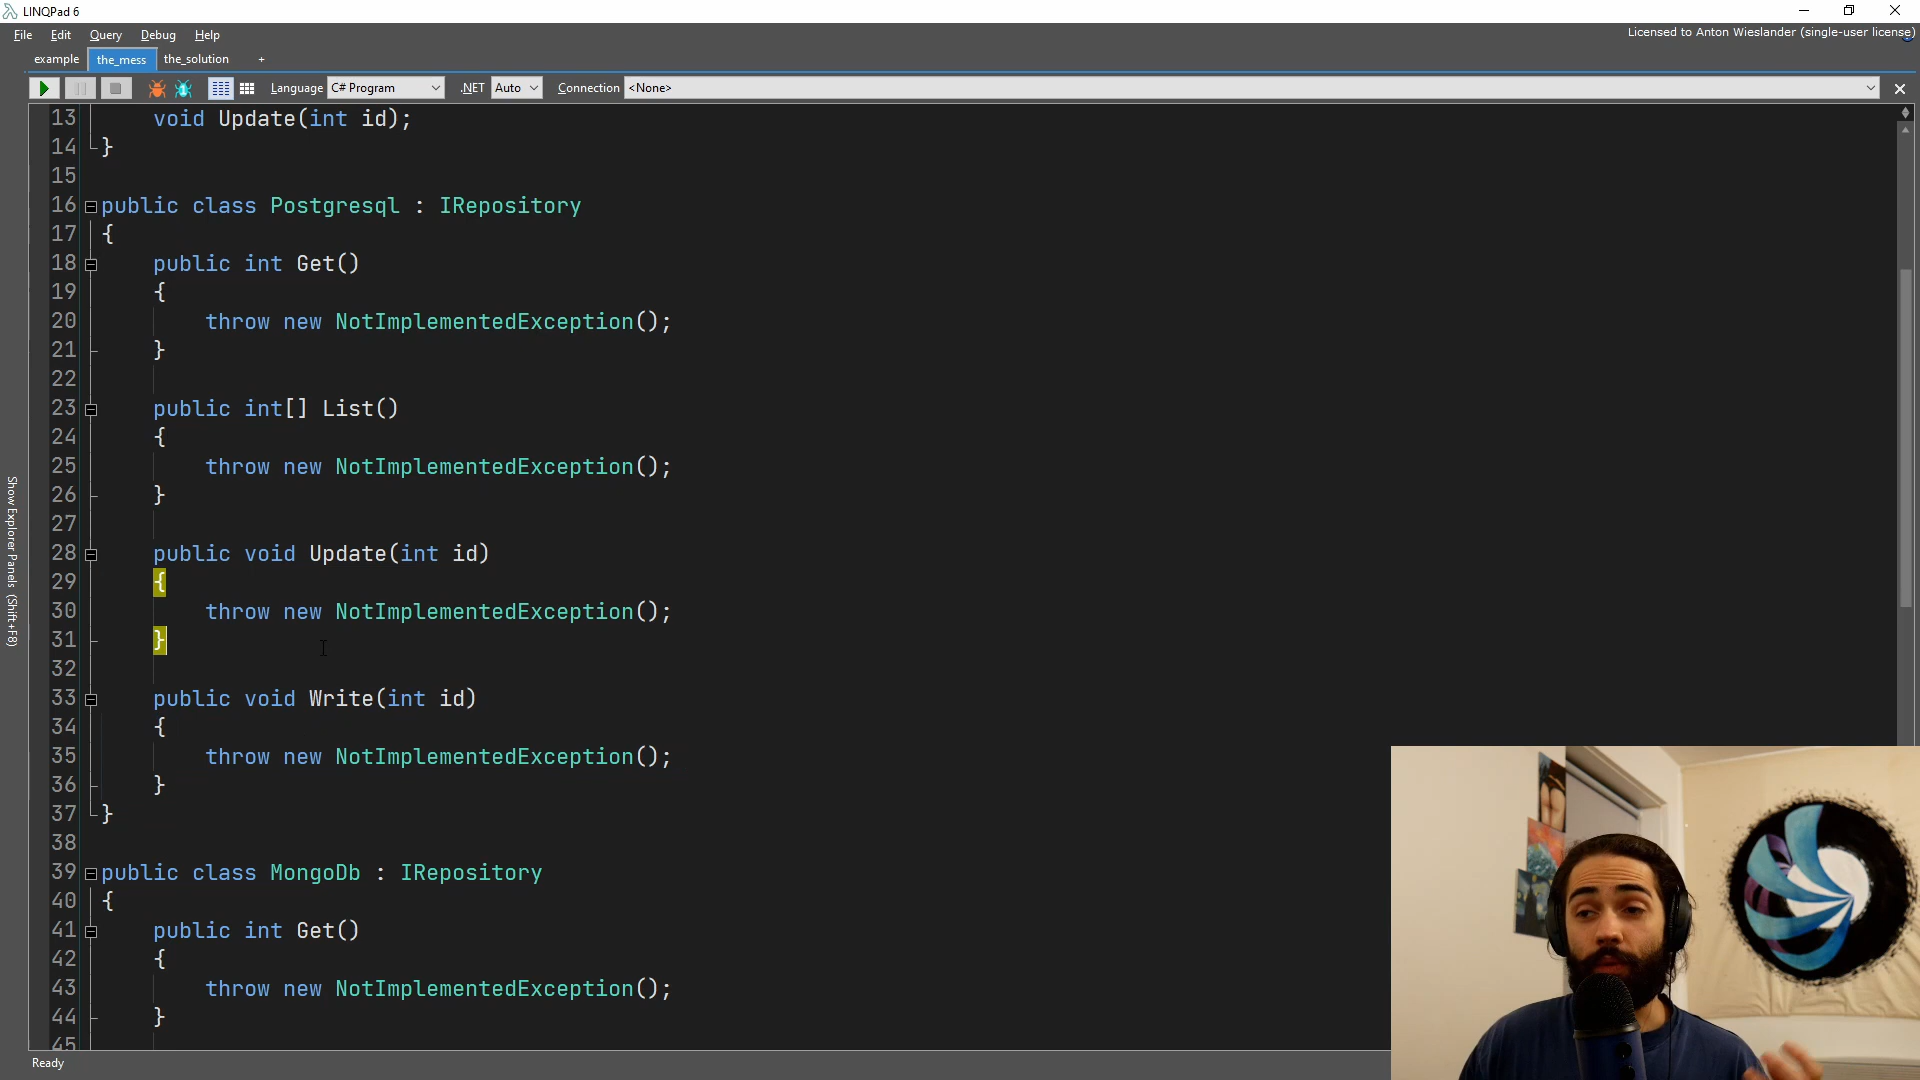 LINQPad 6
File Edit Query Debug Help
Licensed to Anton Wieslander (single-user license)
example the_mess the_solution +
Language C# Program .NET Auto Connection <None>
Show Explorer Panels (Shift+F8)
13 void Update(int id);
14 }
15
16 public class Postgresql : IRepository
17 {
18 public int Get()
19 {
20 throw new NotImplementedException();
21 }
22
23 public int[] List()
24 {
25 throw new NotImplementedException();
26 }
27
28 public void Update(int id)
29 {
30 throw new NotImplementedException();
31 }
32
33 public void Write(int id)
34 {
35 throw new NotImplementedException();
36 }
37 }
38
39 public class MongoDb : IRepository
40 {
41 public int Get()
42 {
43 throw new NotImplementedException();
44 }
45
Ready